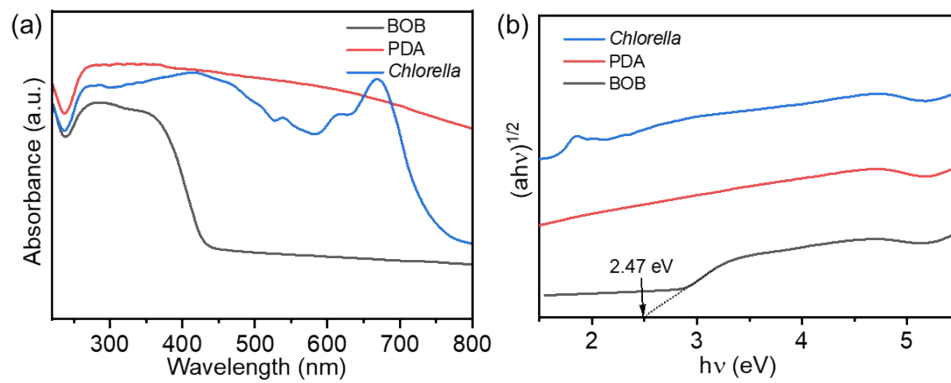 (a)
BOB
PDA
Chlorella
Absorbance (a.u.)
300 400 500 600 700 800
Wavelength (nm)
(b)
Chlorella
PDA
BOB
(ahν)1/2
2.47 eV
2 3 4 5
hν (eV)